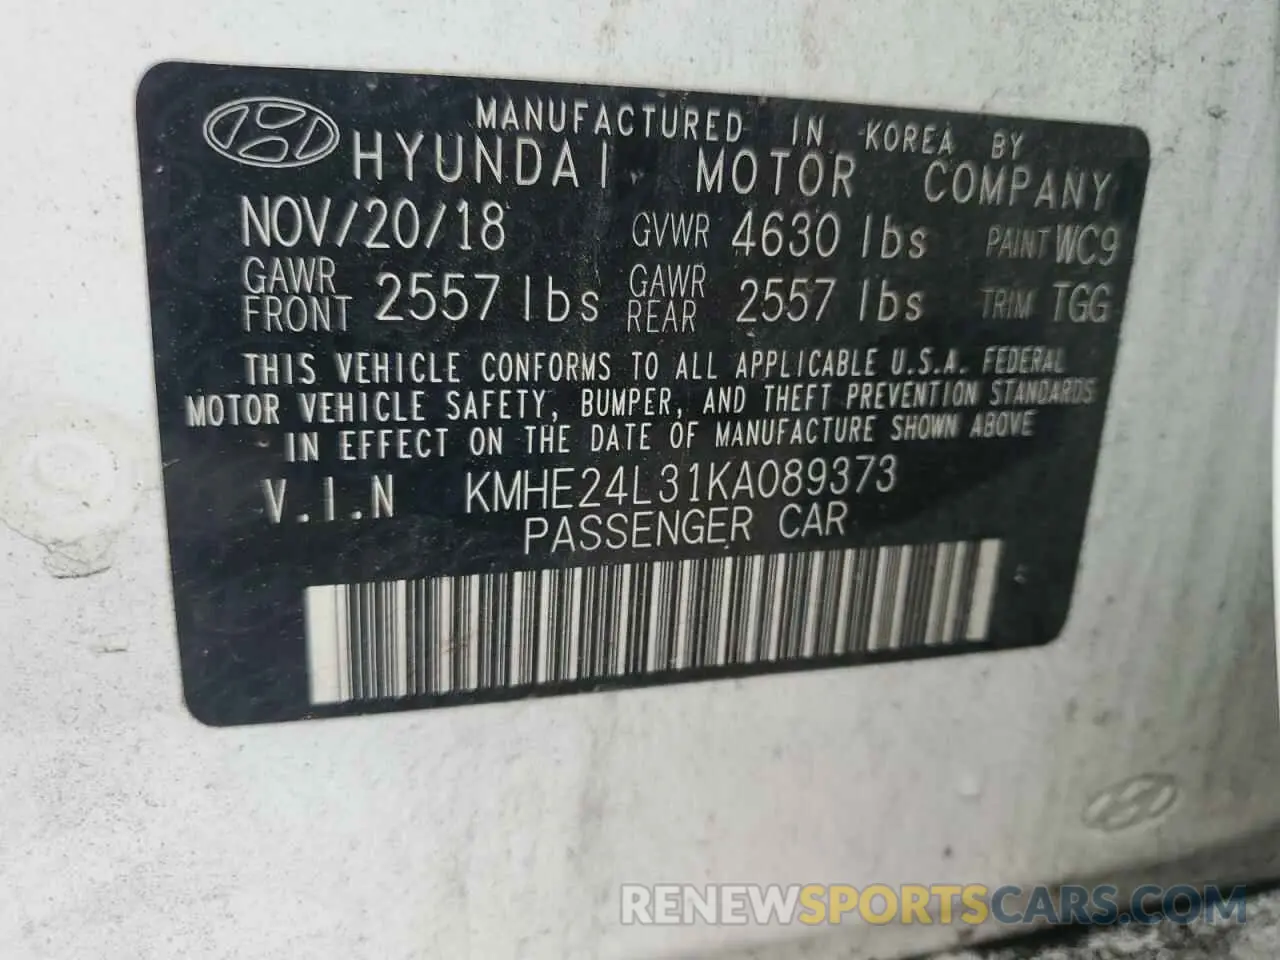 MANUFACTURED IN KOREA BY
HYUNDAI MOTOR COMPANY
NOV/20/18 GVWR 4630 lbs PAINT WC9
GAWR FRONT 2557 lbs GAWR REAR 2557 lbs TRIM TGG
THIS VEHICLE CONFORMS TO ALL APPLICABLE U.S.A. FEDERAL
MOTOR VEHICLE SAFETY, BUMPER, AND THEFT PREVENTION STANDARDS
IN EFFECT ON THE DATE OF MANUFACTURE SHOWN ABOVE
V.I.N KMHE24L31KA089373
PASSENGER CAR
RENEWSPORTSCARS.COM